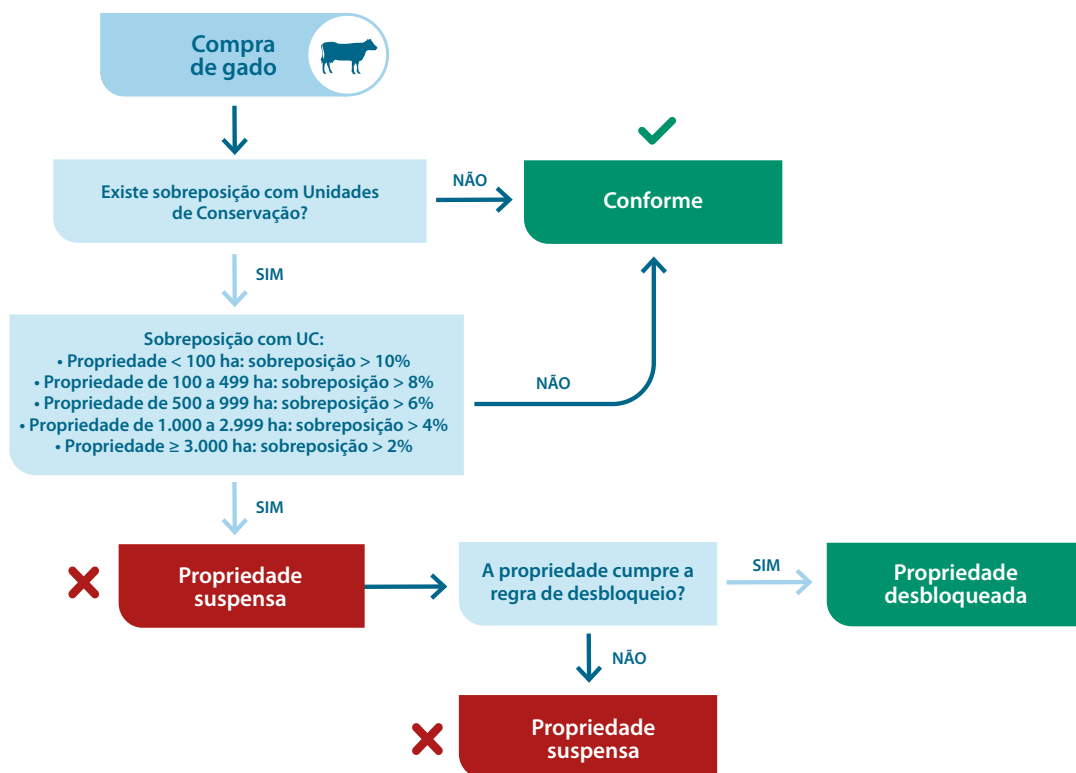 Compra
de gado
Existe sobreposição com Unidades
de Conservação?
NÃO
Conforme
SIM
Sobreposição com UC:
• Propriedade < 100 ha: sobreposição > 10%
• Propriedade de 100 a 499 ha: sobreposição > 8%
• Propriedade de 500 a 999 ha: sobreposição > 6%
• Propriedade de 1.000 a 2.999 ha: sobreposição > 4%
• Propriedade ≥ 3.000 ha: sobreposição > 2%
NÃO
SIM
Propriedade
suspensa
A propriedade cumpre a
regra de desbloqueio?
SIM
Propriedade
desbloqueada
NÃO
Propriedade
suspensa